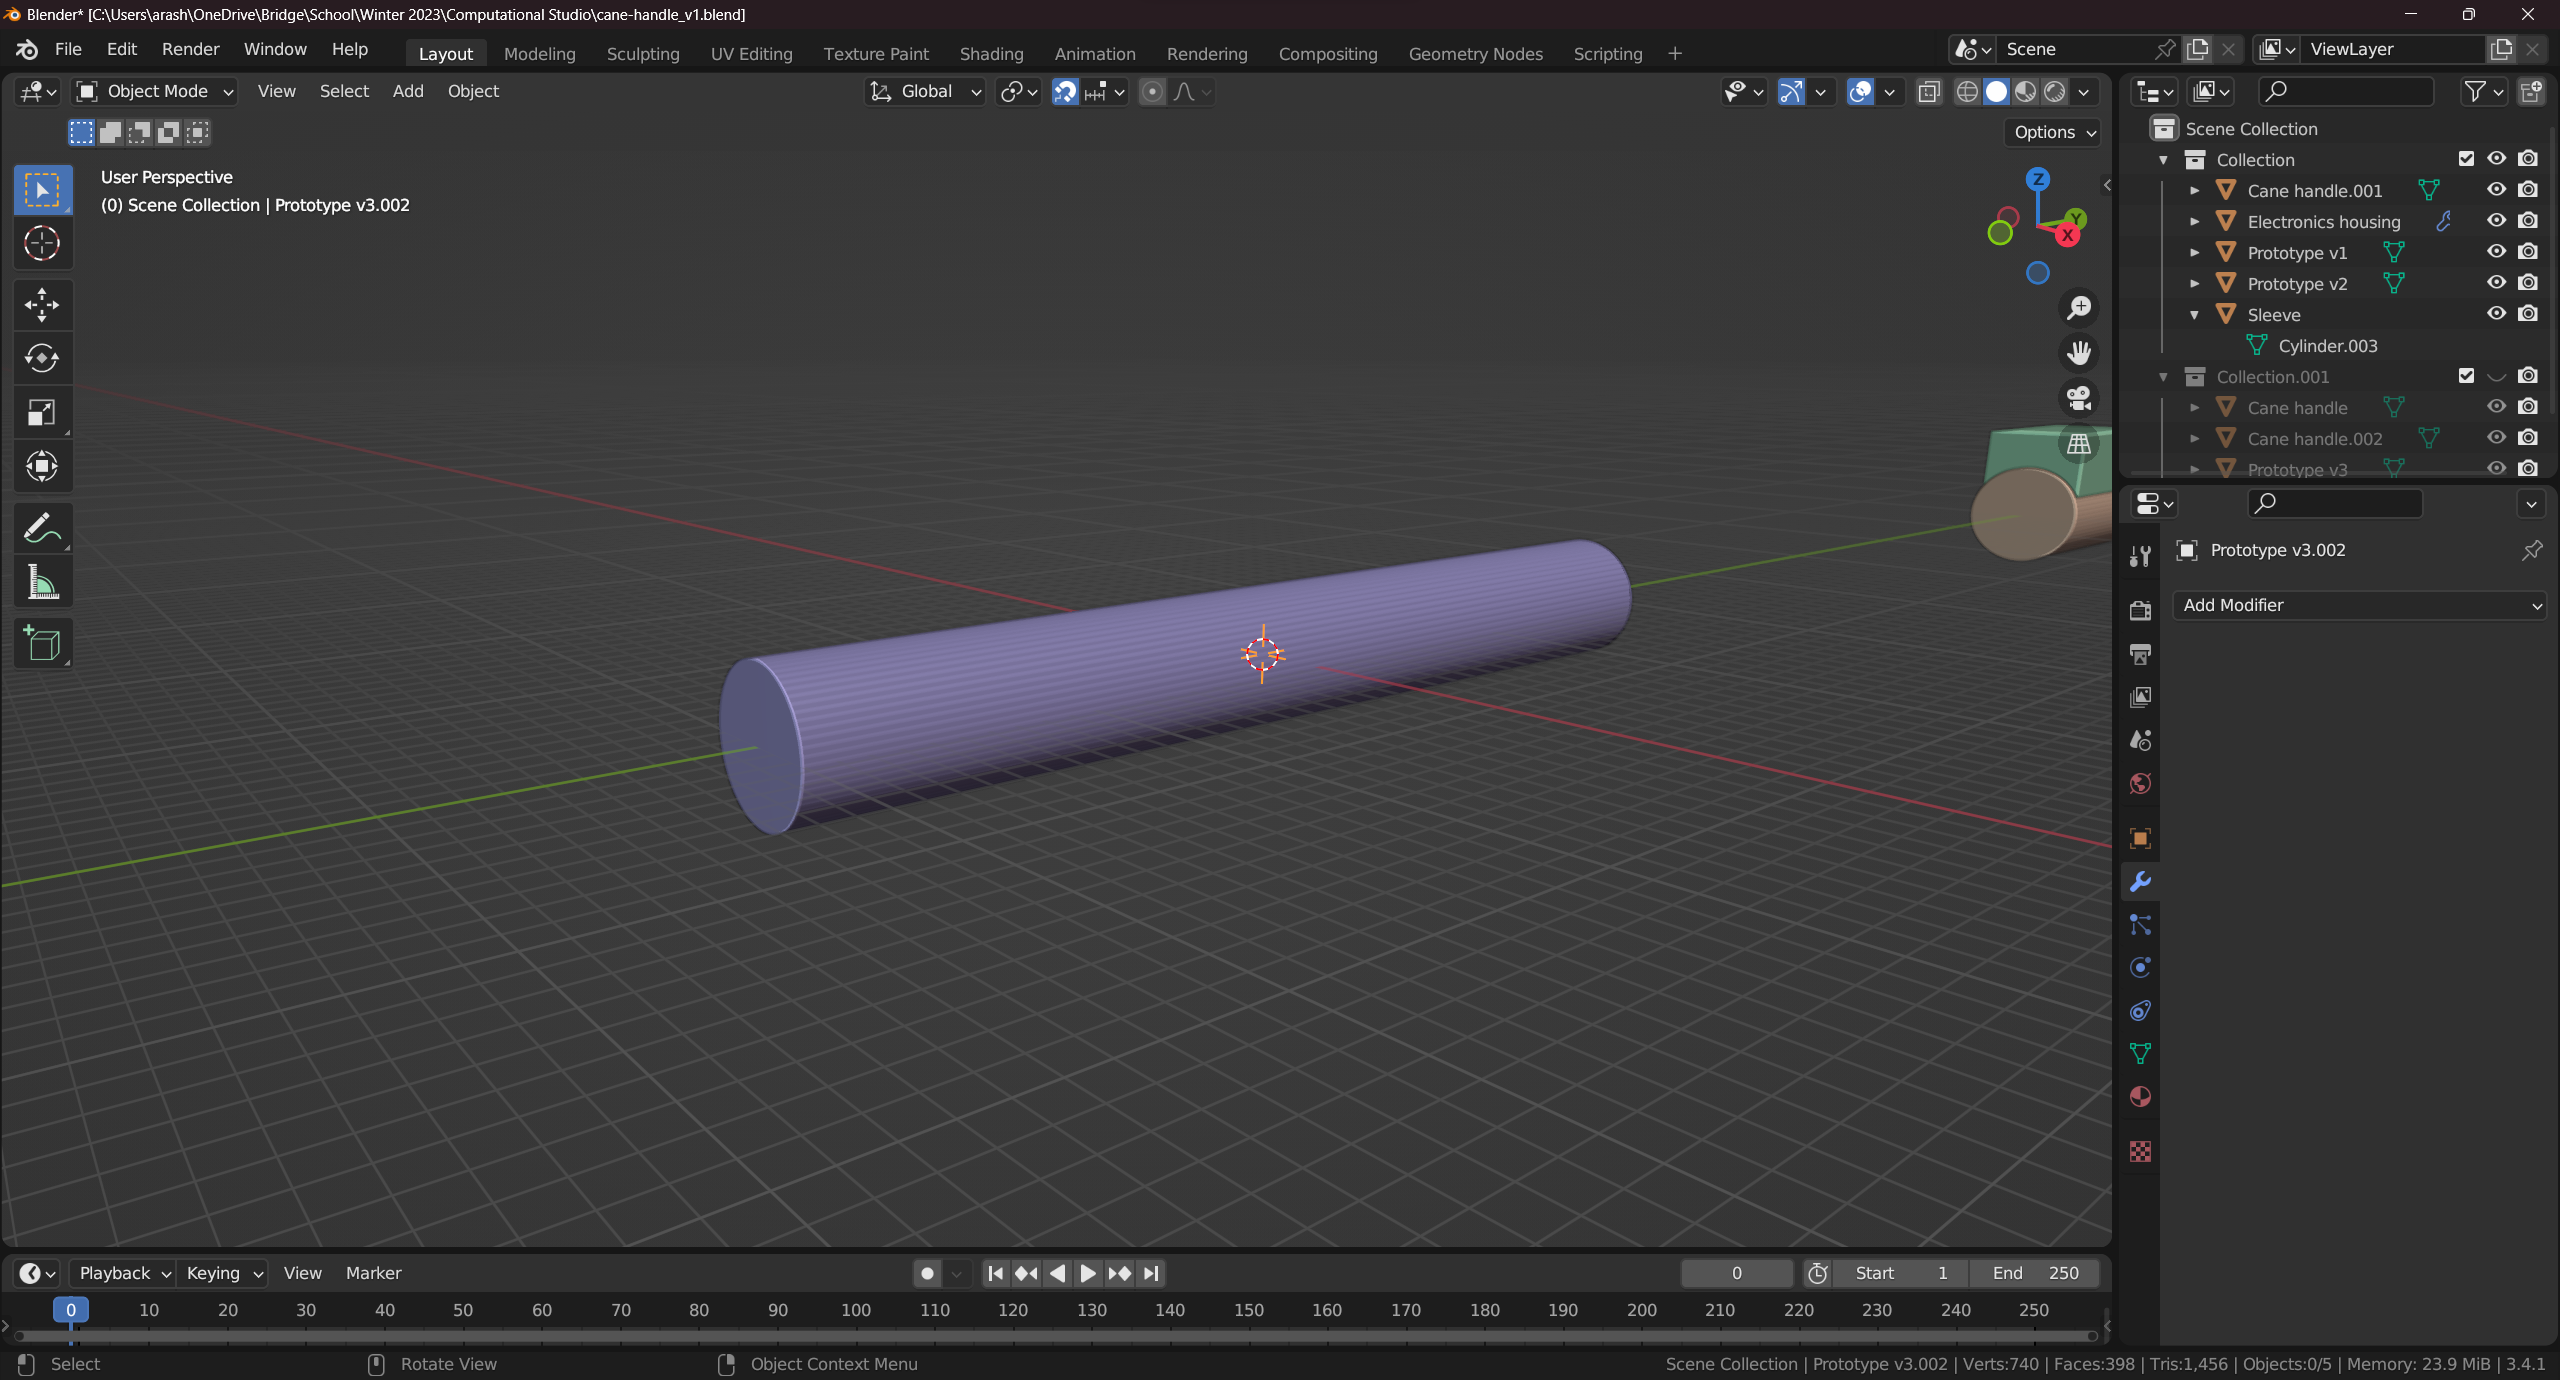 Blender* [C:\Users\arash\OneDrive\Bridge\School\Winter 2023\Computational Studio\cane-handle_v1.blend]
File Edit Render Window Help Layout Modeling Sculpting UV Editing Texture Paint Shading Animation Rendering Compositing Geometry Nodes Scripting + Scene ViewLayer
Object Mode View Select Add Object Global
Options
User Perspective
(0) Scene Collection | Prototype v3.002
Z
Y
X
Scene Collection
Collection
Cane handle.001
Electronics housing
Prototype v1
Prototype v2
Sleeve
Cylinder.003
Collection.001
Cane handle
Cane handle.002
Prototype v3
Prototype v3.002
Add Modifier
Playback Keying View Marker 0 Start 1 End 250
0 10 20 30 40 50 60 70 80 90 100 110 120 130 140 150 160 170 180 190 200 210 220 230 240 250
Select Rotate View Object Context Menu Scene Collection | Prototype v3.002 | Verts:740 | Faces:398 | Tris:1,456 | Objects:0/5 | Memory: 23.9 MiB | 3.4.1